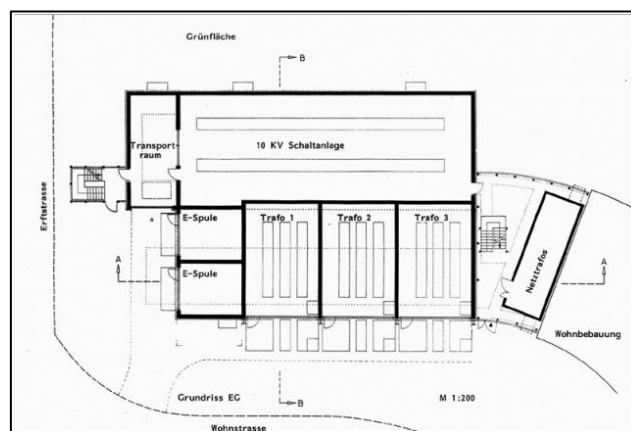 Grünfläche
B
Transport-
raum
10 KV Schaltanlage
Erftstrasse
E-Spule
Trafo 1
Trafo 2
Trafo 3
E-Spule
A
Netztrafos
A
Wohnbebauung
Grundriss EG
B
M 1:200
Wohnstrasse